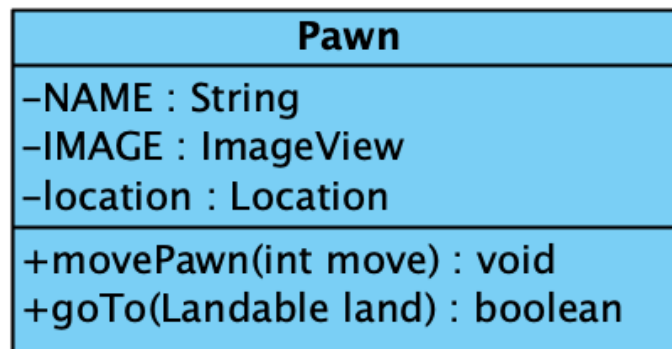 Pawn
-NAME : String
-IMAGE : ImageView
-location : Location
+movePawn(int move) : void
+goTo(Landable land) : boolean